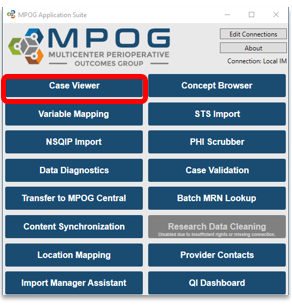 MPOG Application Suite
MPOG
MULTICENTER PERIOPERATIVE
OUTCOMES GROUP
Edit Connections
About
Connection: Local IM
Case Viewer
Concept Browser
Variable Mapping
STS Import
NSQIP Import
PHI Scrubber
Data Diagnostics
Case Validation
Transfer to MPOG Central
Batch MRN Lookup
Content Synchronization
Research Data Cleaning
Disabled due to insufficient rights or missing connection.
Location Mapping
Provider Contacts
Import Manager Assistant
QI Dashboard